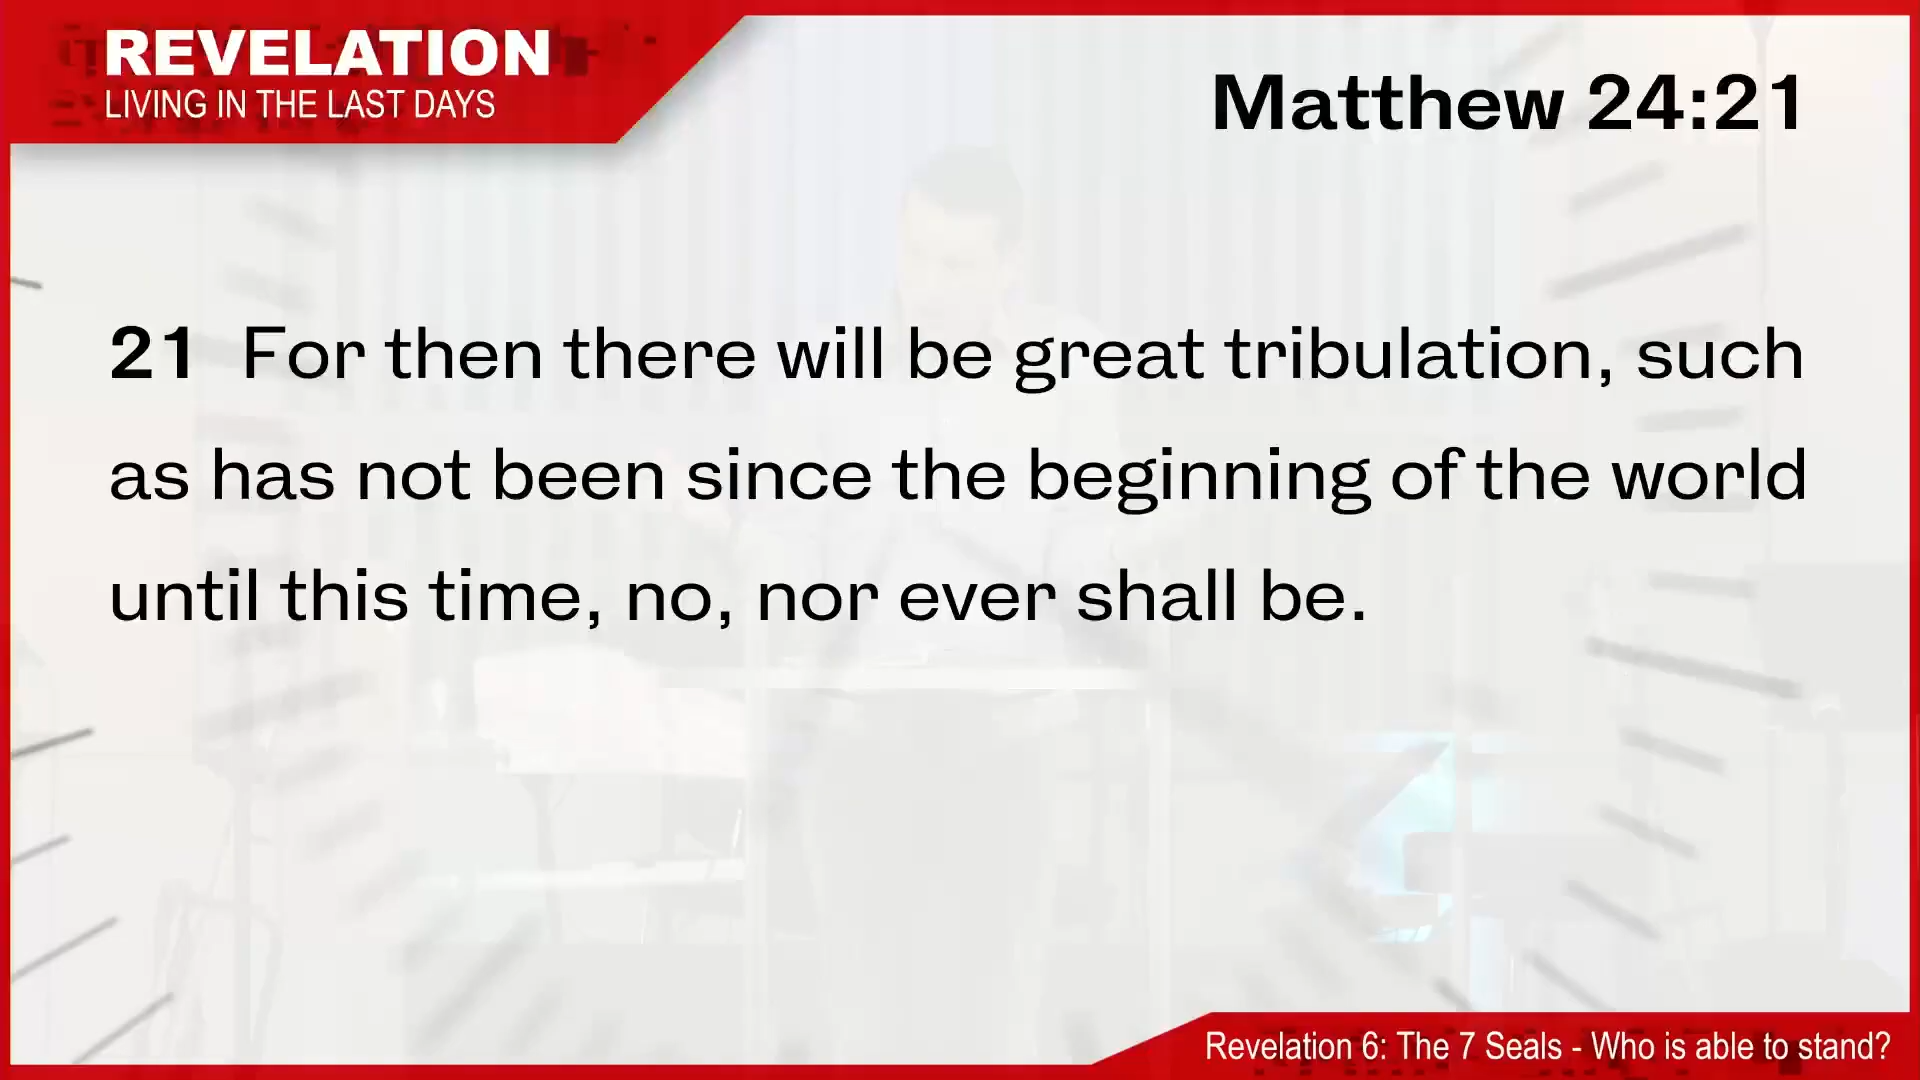 REVELATION
LIVING IN THE LAST DAYS
Matthew 24:21
21 For then there will be great tribulation, such
as has not been since the beginning of the world
until this time, no, nor ever shall be.
Revelation 6: The 7 Seals - Who is able to stand?